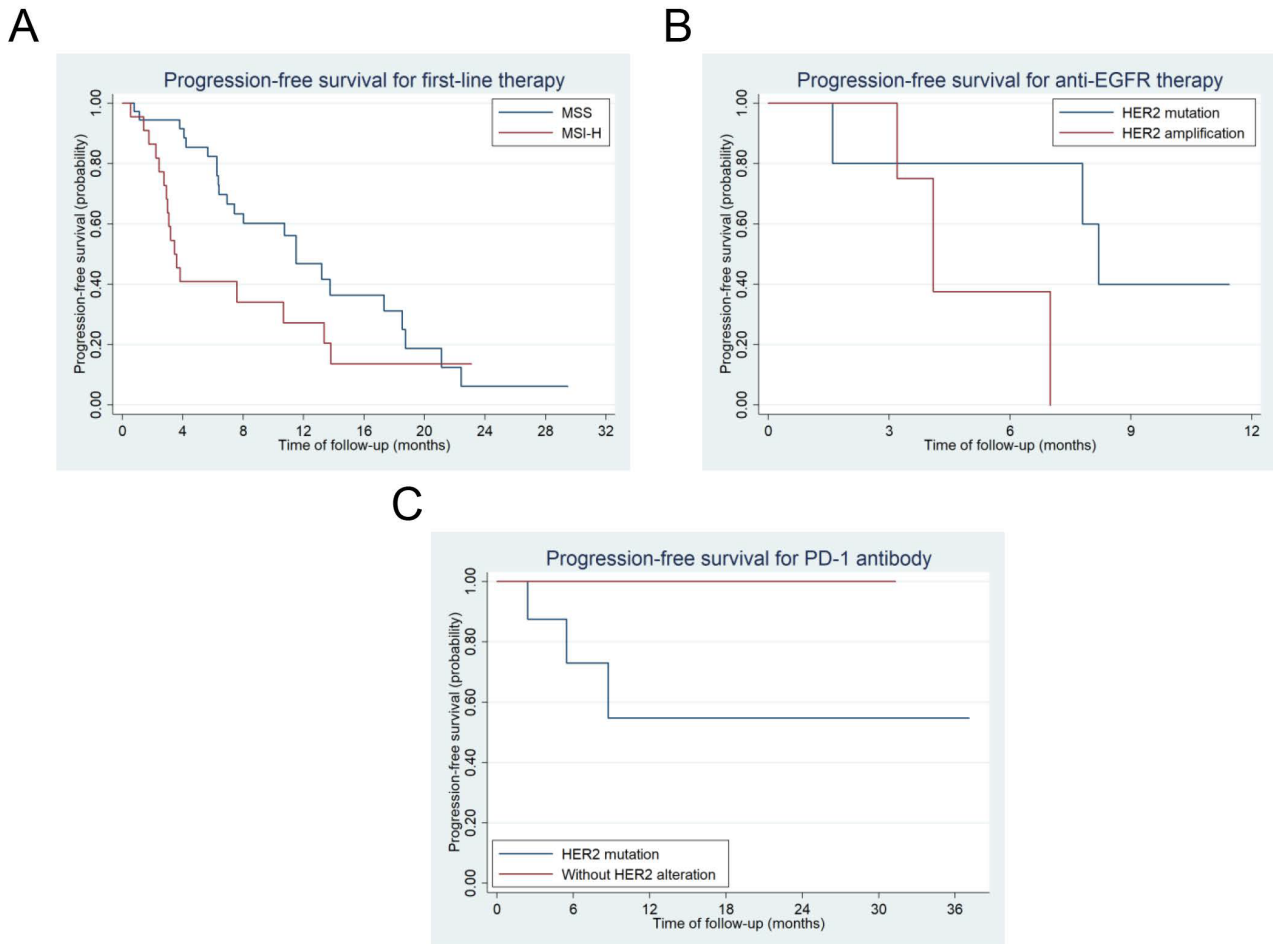 A
Progression-free survival for first-line therapy
Progression-free survival (probability)
1.00
0.80
0.60
0.40
0.20
0.00
MSS
MSI-H
0 4 8 12 16 20 24 28 32
Time of follow-up (months)
B
Progression-free survival for anti-EGFR therapy
Progression-free survival (probability)
1.00
0.80
0.60
0.40
0.20
0.00
HER2 mutation
HER2 amplification
0 3 6 9 12
Time of follow-up (months)
C
Progression-free survival for PD-1 antibody
Progression-free survival (probability)
1.00
0.80
0.60
0.40
0.20
0.00
HER2 mutation
Without HER2 alteration
0 6 12 18 24 30 36
Time of follow-up (months)